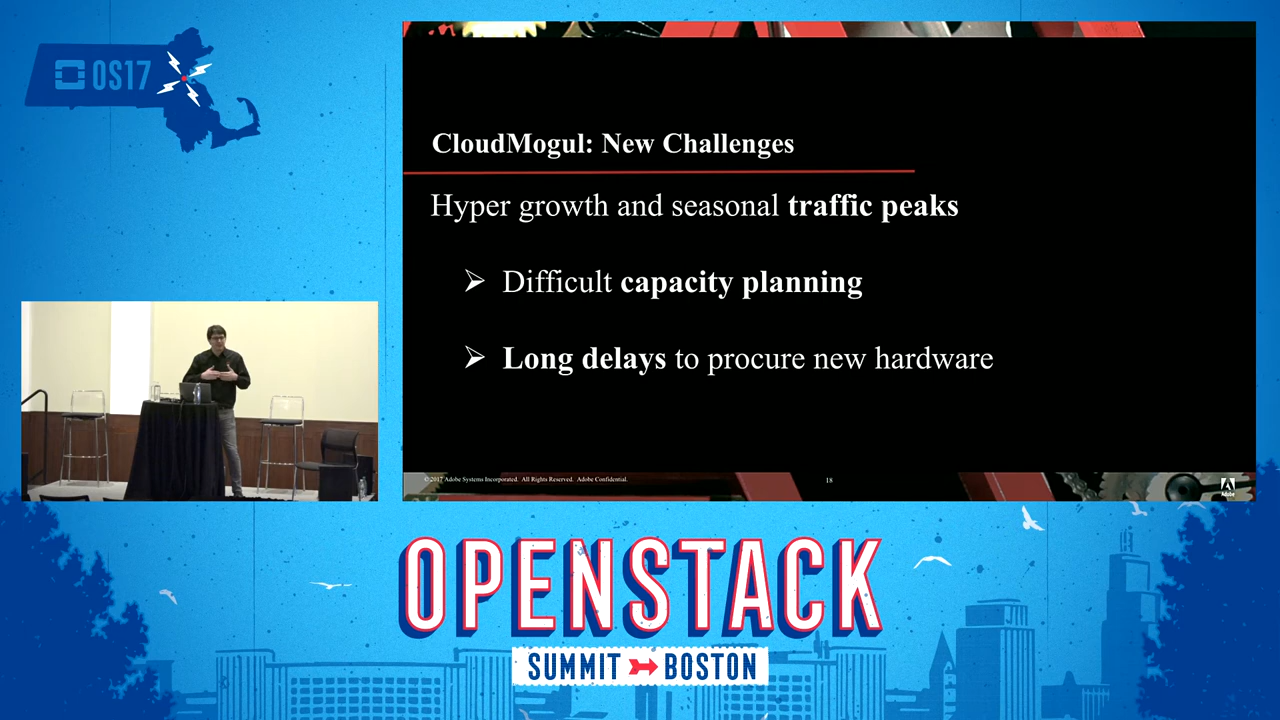 OS17
CloudMogul: New Challenges
Hyper growth and seasonal traffic peaks
Difficult capacity planning
Long delays to procure new hardware
©2017 Adobe Systems Incorporated. All Rights Reserved. Adobe Confidential.
18
Adobe
OPENSTACK
SUMMIT BOSTON